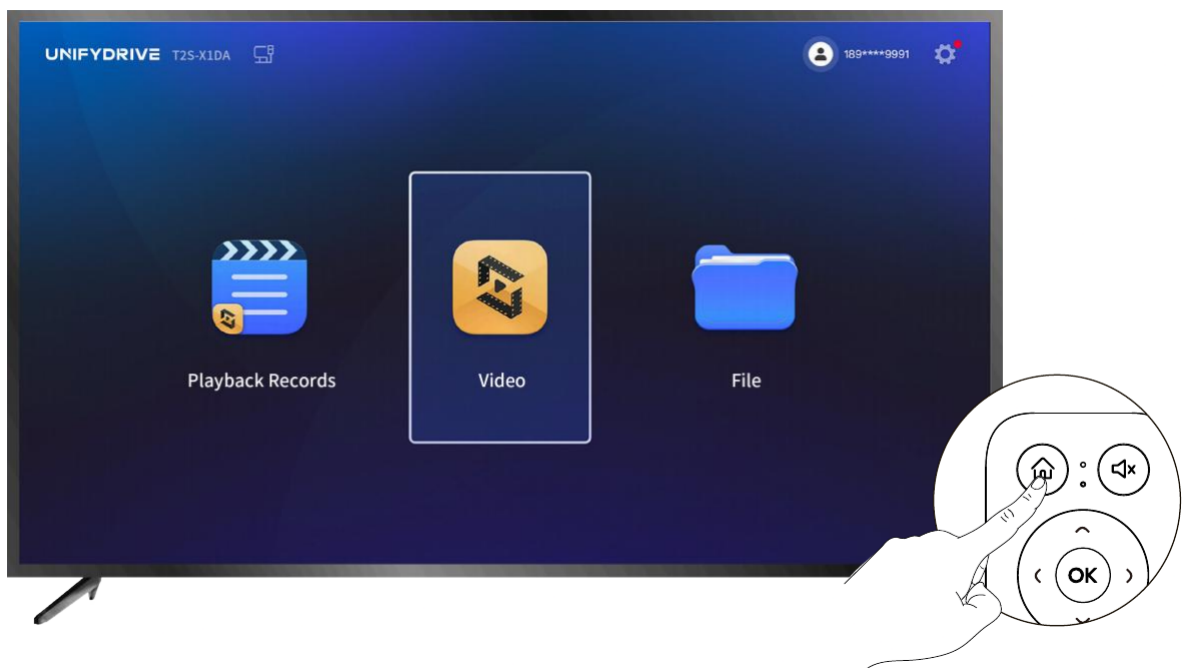 UNIFYDRIVE T2S-X1DA
189****9991
Playback Records
Video
File
OK